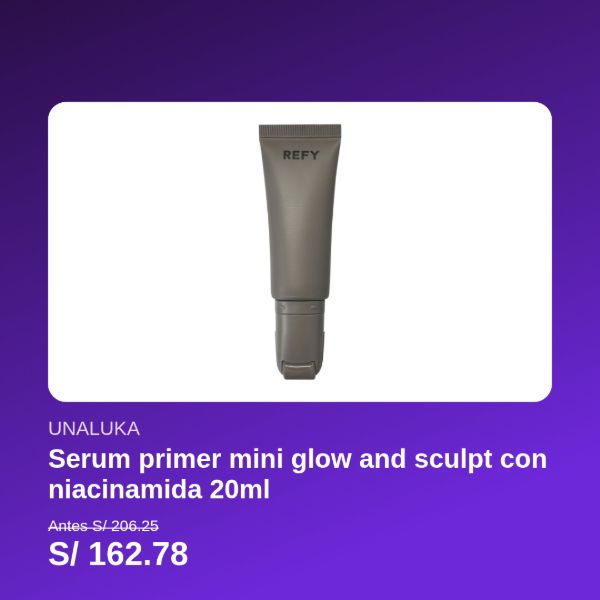 REFY
UNALUKA
Serum primer mini glow and sculpt con
niacinamida 20ml
Antes S/ 206.25
S/ 162.78